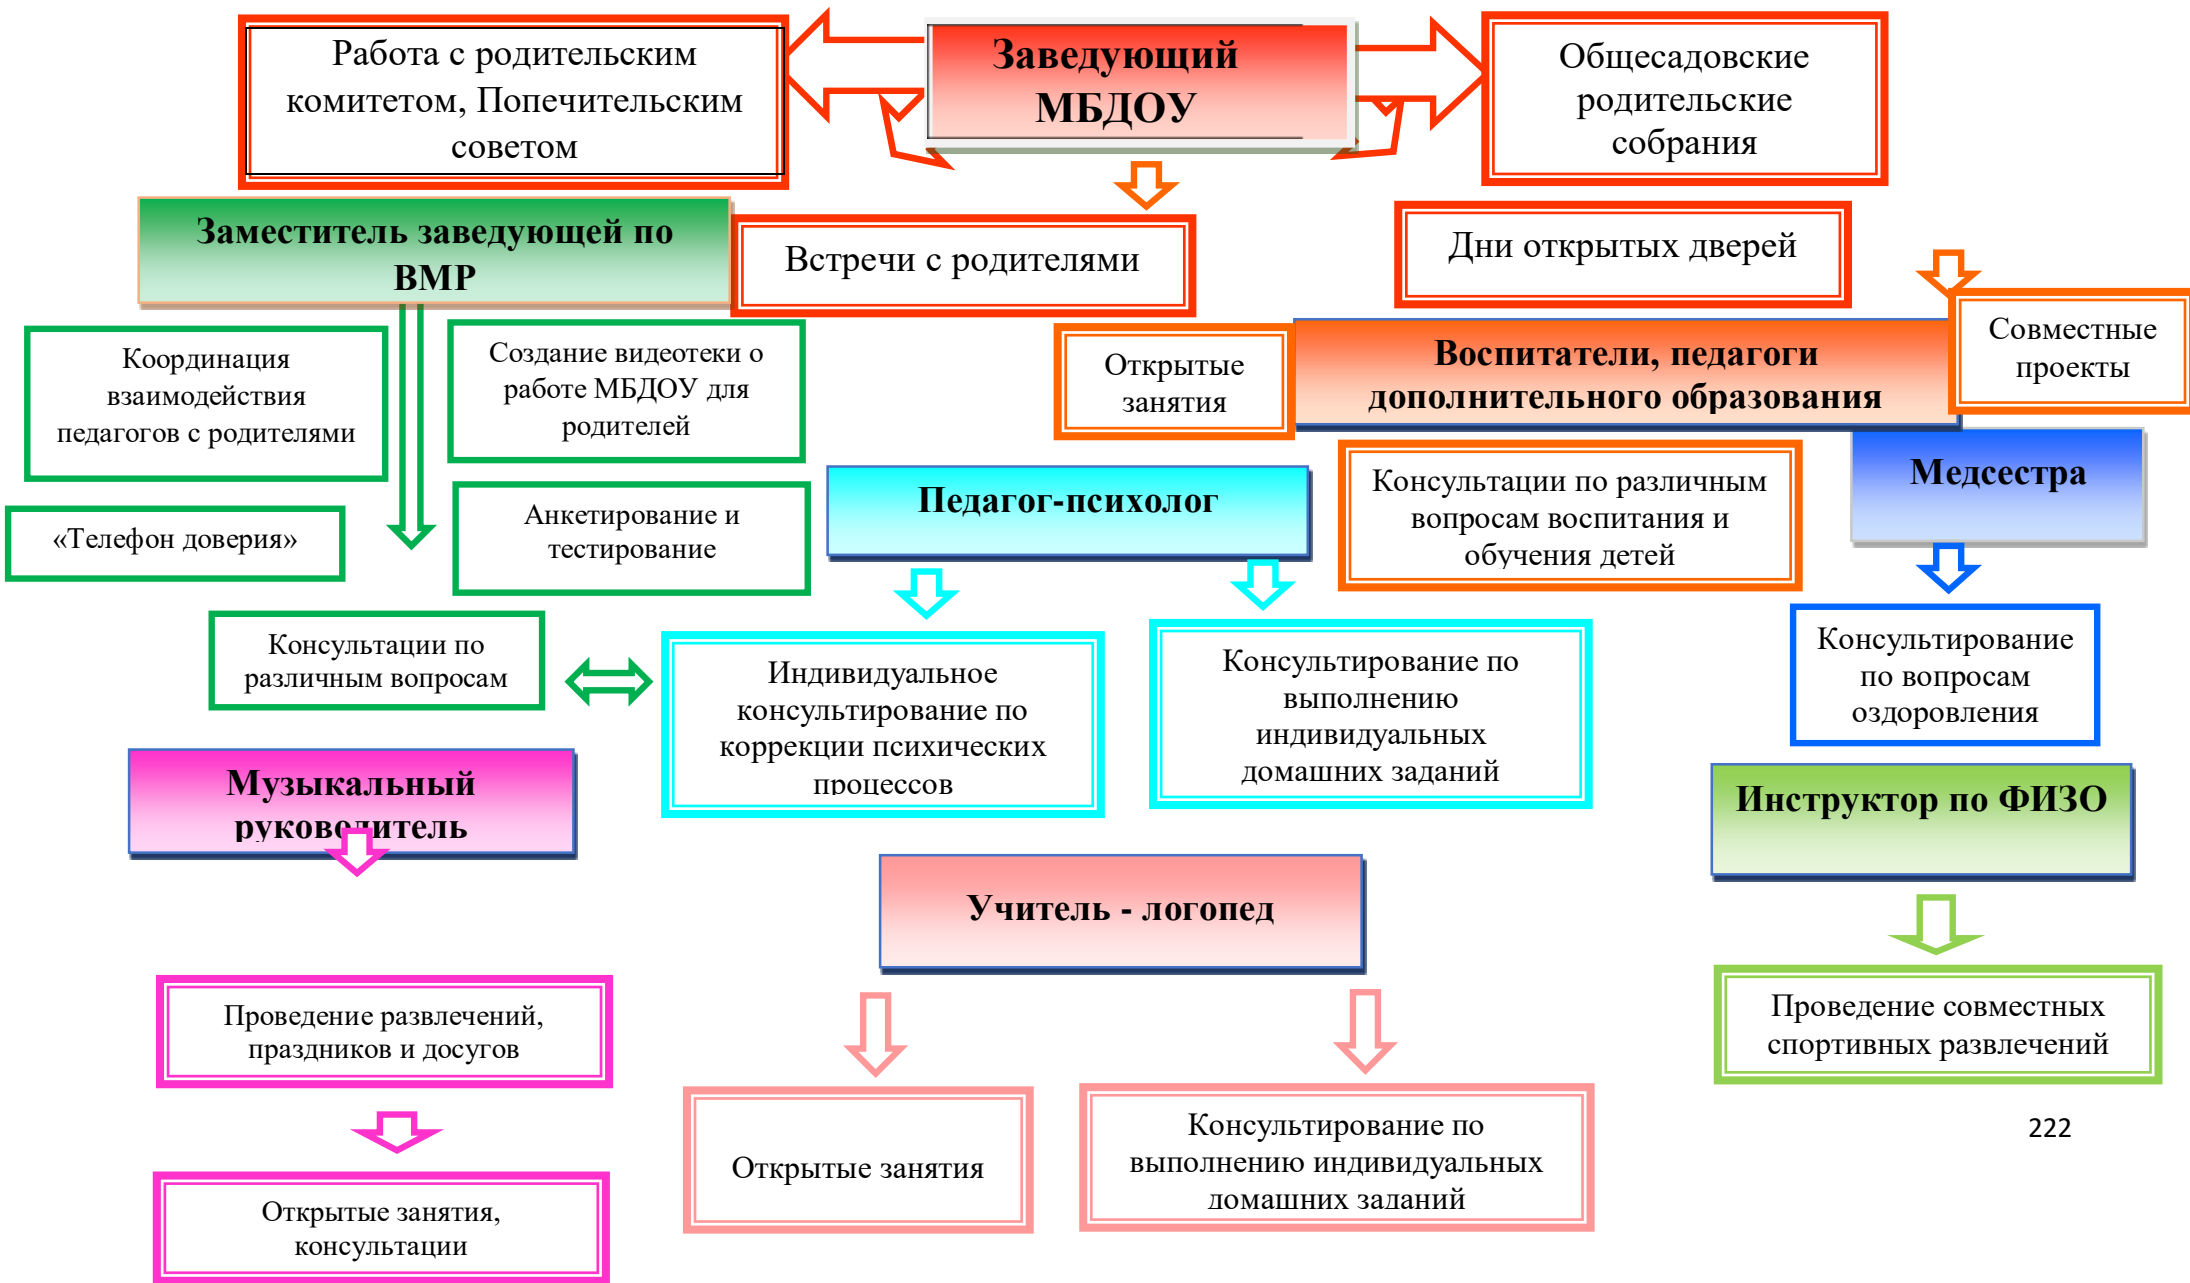 Работа с родительским
комитетом, Попечительским
советом
Заведующий
МБДОУ
Общесадовские
родительские
собрания
Заместитель заведующей по
ВМР
Встречи с родителями
Дни открытых дверей
Координация
взаимодействия
педагогов с родителями
Создание видеотеки о
работе МБДОУ для
родителей
Открытые
занятия
Воспитатели, педагоги
дополнительного образования
Совместные
проекты
«Телефон доверия»
Анкетирование и
тестирование
Педагог-психолог
Консультации по различным
вопросам воспитания и
обучения детей
Медсестра
Консультации по
различным вопросам
Индивидуальное
консультирование по
коррекции психических
процессов
Консультирование по
выполнению
индивидуальных
домашних заданий
Консультирование
по вопросам
оздоровления
Музыкальный
руководитель
Учитель - логопед
Инструктор по ФИЗО
Проведение развлечений,
праздников и досугов
Проведение совместных
спортивных развлечений
Открытые занятия
Консультирование по
выполнению индивидуальных
домашних заданий
Открытые занятия,
консультации
222